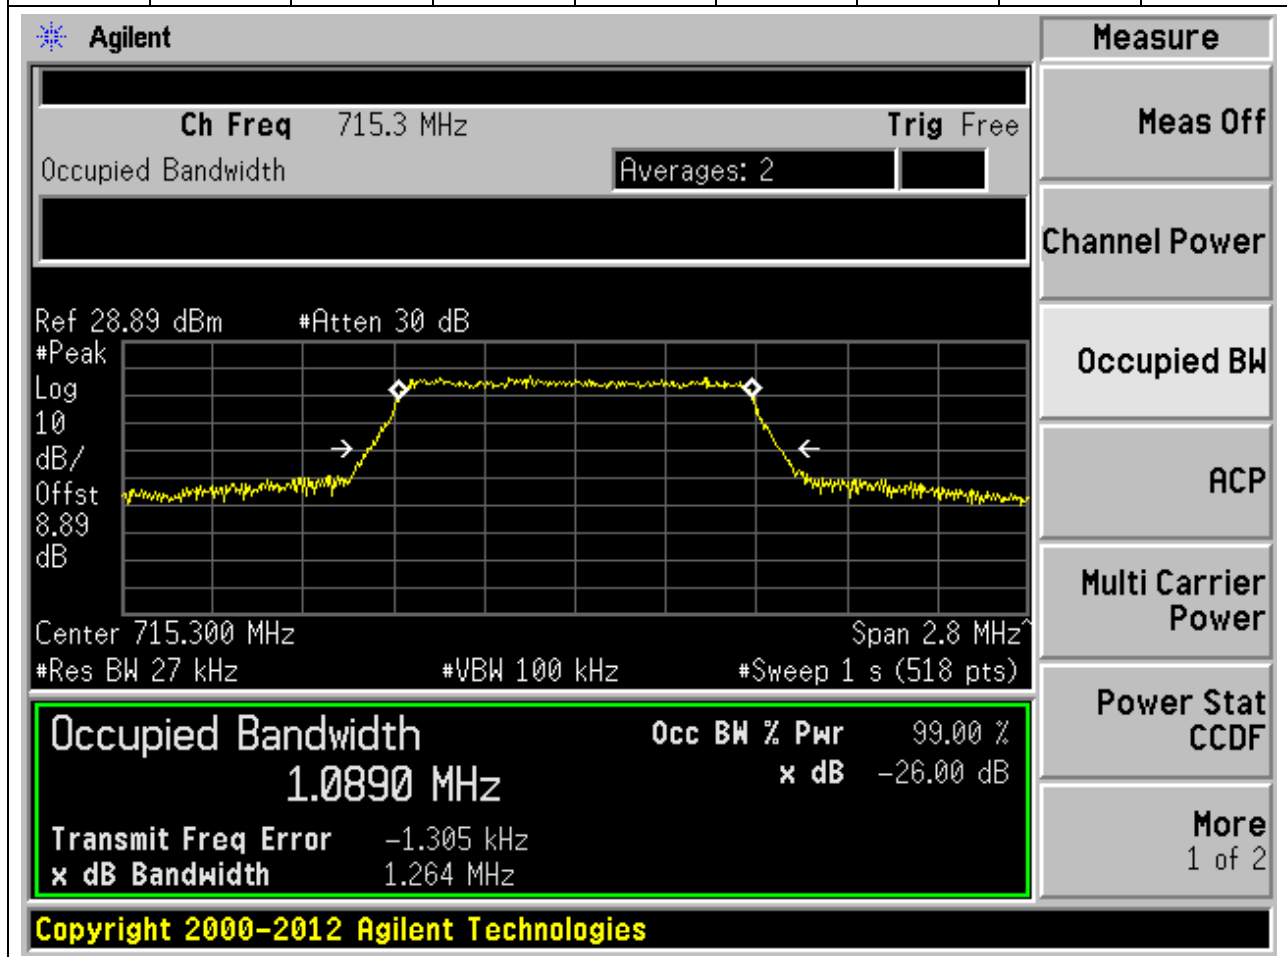 Agilent
Measure
Ch Freq 715.3 MHz Trig Free
Occupied Bandwidth Averages: 2
Ref 28.89 dBm #Atten 30 dB
#Peak
Log
10
dB/
Offst
8.89
dB
Center 715.300 MHz Span 2.8 MHz^
#Res BW 27 kHz #VBW 100 kHz #Sweep 1 s (518 pts)
Occupied Bandwidth Occ BW % Pwr 99.00 %
1.0890 MHz x dB -26.00 dB
Transmit Freq Error -1.305 kHz
x dB Bandwidth 1.264 MHz
Copyright 2000-2012 Agilent Technologies
Meas Off
Channel Power
Occupied BW
ACP
Multi Carrier
Power
Power Stat
CCDF
More
1 of 2